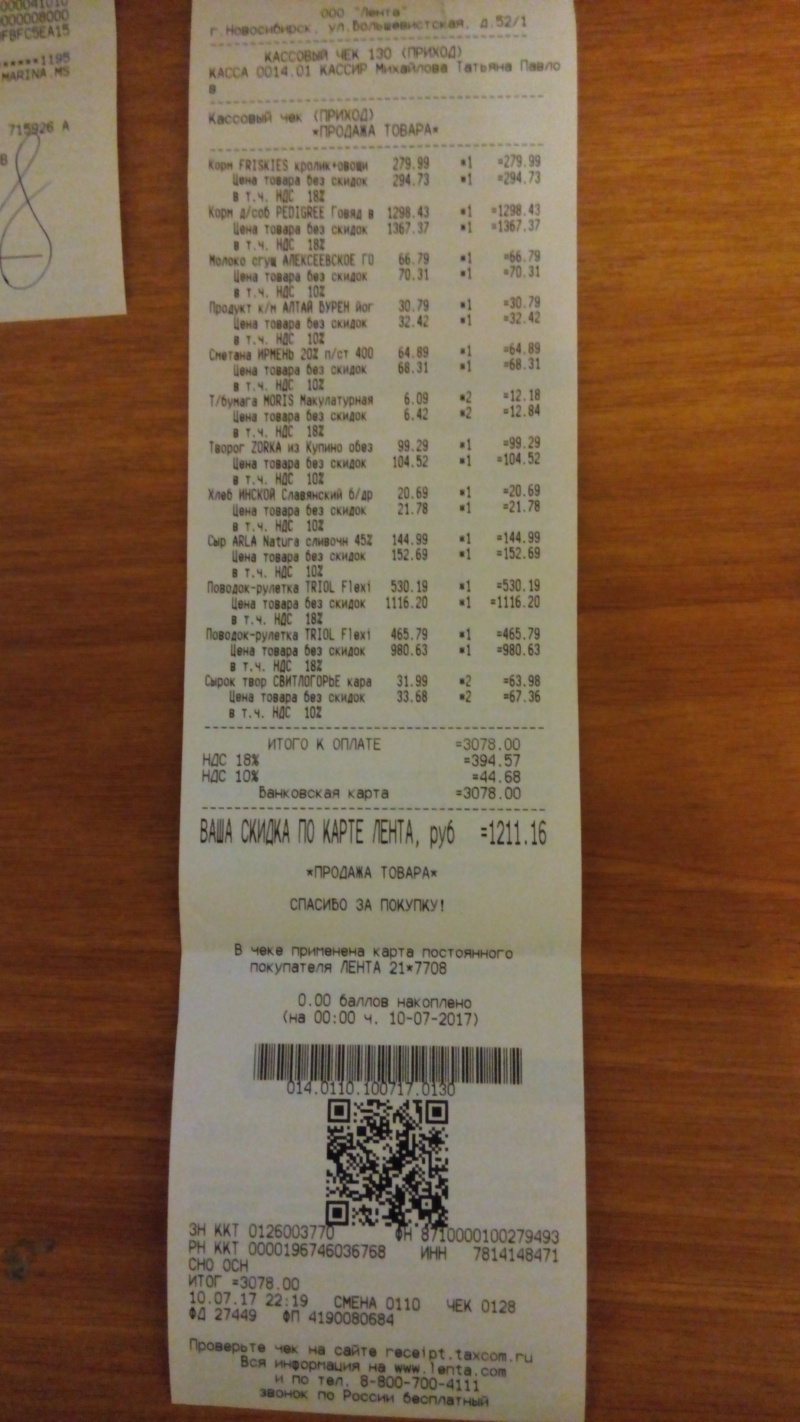 000041010
000008000
0FBFC5EA15
******1195
MARINA MS
715926 A
В
ООО "Лента"
г.Новосибирск, ул.Большевистская, д.52/1
КАССОВЫЙ ЧЕК 130 (ПРИХОД)
КАССА 0014.01 КАССИР Михайлова Татьяна Павло
в
Кассовый чек (ПРИХОД)
*ПРОДАЖА ТОВАРА*
Корм FRISKIES кролик+овощи 279.99 *1 =279.99
Цена товара без скидок 294.73 *1 =294.73
в т.ч. НДС 18%
Корм д/соб PEDIGREE Говяд в 1298.43 *1 =1298.43
Цена товара без скидок 1367.37 *1 =1367.37
в т.ч. НДС 18%
Молоко сгущ АЛЕКСЕЕВСКОЕ ГО 66.79 *1 =66.79
Цена товара без скидок 70.31 *1 =70.31
в т.ч. НДС 10%
Продукт к/м АЛТАЙ БУРЕН йог 30.79 *1 =30.79
Цена товара без скидок 32.42 *1 =32.42
в т.ч. НДС 10%
Сметана ИРМЕНЬ 20% п/ст 400 64.89 *1 =64.89
Цена товара без скидок 68.31 *1 =68.31
в т.ч. НДС 10%
Т/бумага MORIS Макулатурная 6.09 *2 =12.18
Цена товара без скидок 6.42 *2 =12.84
в т.ч. НДС 18%
Творог ZORKA из Купино обез 99.29 *1 =99.29
Цена товара без скидок 104.52 *1 =104.52
в т.ч. НДС 10%
Хлеб ИНСКОЙ Славянский б/др 20.69 *1 =20.69
Цена товара без скидок 21.78 *1 =21.78
в т.ч. НДС 10%
Сыр ARLA Natura сливочн 45% 144.99 *1 =144.99
Цена товара без скидок 152.69 *1 =152.69
в т.ч. НДС 10%
Поводок-рулетка TRIOL Flexi 530.19 *1 =530.19
Цена товара без скидок 1116.20 *1 =1116.20
в т.ч. НДС 18%
Поводок-рулетка TRIOL Flexi 465.79 *1 =465.79
Цена товара без скидок 980.63 *1 =980.63
в т.ч. НДС 18%
Сырок твор СВИТЛОГОРЬЕ кара 31.99 *2 =63.98
Цена товара без скидок 33.68 *2 =67.36
в т.ч. НДС 10%
ИТОГО К ОПЛАТЕ =3078.00
НДС 18% =394.57
НДС 10% =44.68
Банковская карта =3078.00
ВАША СКИДКА ПО КАРТЕ ЛЕНТА, руб =1211.16
*ПРОДАЖА ТОВАРА*
СПАСИБО ЗА ПОКУПКУ!
В чеке применена карта постоянного
покупателя ЛЕНТА 21*7708
0.00 баллов накоплено
(на 00:00 ч. 10-07-2017)
014.0110.100717.0130
ЗН ККТ 0126003770 ФН 8710000100279493
РН ККТ 0000196746036768 ИНН 7814148471
СНО ОСН
ИТОГ =3078.00
10.07.17 22:19 СМЕНА 0110 ЧЕК 0128
ФД 27449 ФП 4190080684
Проверьте чек на сайте receipt.taxcom.ru
Вся информация на www.lenta.com
и по тел. 8-800-700-4111
звонок по России бесплатный